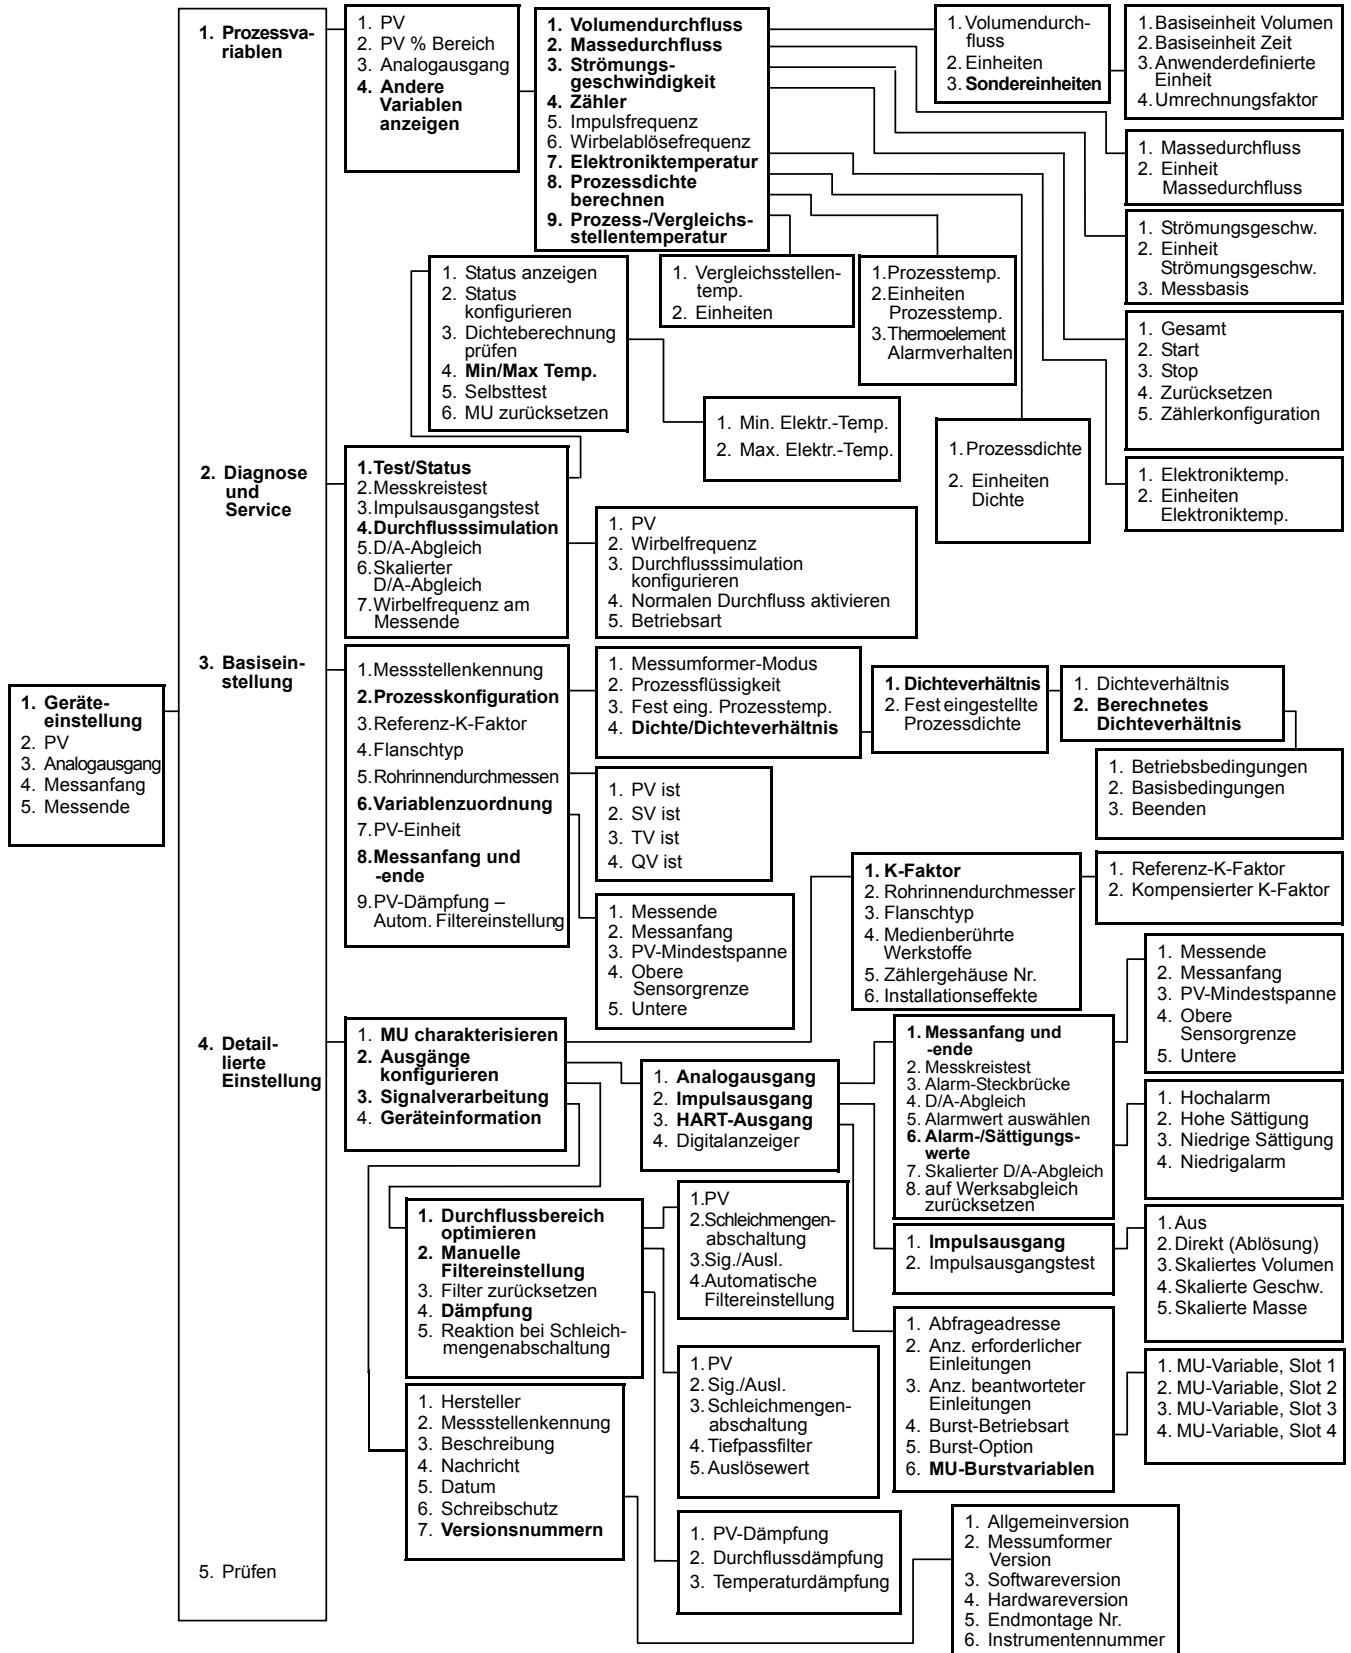 1. Geräte-
einstellung
2. PV
3. Analogausgang
4. Messanfang
5. Messende
1. Prozessva-
riablen
2. Diagnose
und
Service
3. Basisein-
stellung
4. Detail-
lierte
Einstellung
5. Prüfen
1. PV
2. PV % Bereich
3. Analogausgang
4. Andere
Variablen
anzeigen
1. Volumendurchfluss
2. Massedurchfluss
3. Strömungs-
geschwindigkeit
4. Zähler
5. Impulsfrequenz
6. Wirbelablösefrequenz
7. Elektroniktemperatur
8. Prozessdichte
berechnen
9. Prozess-/Vergleichs-
stellentemperatur
1. Volumendurch-
fluss
2. Einheiten
3. Sondereinheiten
1. Basiseinheit Volumen
2. Basiseinheit Zeit
3. Anwenderdefinierte
Einheit
4. Umrechnungsfaktor
1. Massedurchfluss
2. Einheit
Massedurchfluss
1. Strömungsgeschw.
2. Einheit
Strömungsgeschw.
3. Messbasis
1. Gesamt
2. Start
3. Stop
4. Zurücksetzen
5. Zählerkonfiguration
1. Elektroniktemp.
2. Einheiten
Elektroniktemp.
1. Prozessdichte
2. Einheiten
Dichte
1. Prozesstemp.
2. Einheiten
Prozesstemp.
3. Thermoelement
Alarmverhalten
1. Vergleichsstellen-
temp.
2. Einheiten
1. Status anzeigen
2. Status
konfigurieren
3. Dichteberechnung
prüfen
4. Min/Max Temp.
5. Selbsttest
6. MU zurücksetzen
1. Min. Elektr.-Temp.
2. Max. Elektr.-Temp.
1. Test/Status
2. Messkreistest
3. Impulsausgangstest
4. Durchflusssimulation
5. D/A-Abgleich
6. Skalierter
D/A-Abgleich
7. Wirbelfrequenz am
Messende
1. PV
2. Wirbelfrequenz
3. Durchflusssimulation
konfigurieren
4. Normalen Durchfluss aktivieren
5. Betriebsart
1. Messstellenkennung
2. Prozesskonfiguration
3. Referenz-K-Faktor
4. Flanschtyp
5. Rohrinnendurchmessen
6. Variablenzuordnung
7. PV-Einheit
8. Messanfang und
-ende
9. PV-Dämpfung –
Autom. Filtereinstellung
1. Messumformer-Modus
2. Prozessflüssigkeit
3. Fest eing. Prozesstemp.
4. Dichte/Dichteverhältnis
1. Dichteverhältnis
2. Fest eingestellte
Prozessdichte
1. Dichteverhältnis
2. Berechnetes
Dichteverhältnis
1. Betriebsbedingungen
2. Basisbedingungen
3. Beenden
1. PV ist
2. SV ist
3. TV ist
4. QV ist
1. Messende
2. Messanfang
3. PV-Mindestspanne
4. Obere
Sensorgrenze
5. Untere
1. MU charakterisieren
2. Ausgänge
konfigurieren
3. Signalverarbeitung
4. Geräteinformation
1. K-Faktor
2. Rohrinnendurchmesser
3. Flanschtyp
4. Medienberührte
Werkstoffe
5. Zählergehäuse Nr.
6. Installationseffekte
1. Referenz-K-Faktor
2. Kompensierter K-Faktor
1. Analogausgang
2. Impulsausgang
3. HART-Ausgang
4. Digitalanzeiger
1. Messanfang und
-ende
2. Messkreistest
3. Alarm-Steckbrücke
4. D/A-Abgleich
5. Alarmwert auswählen
6. Alarm-/Sättigungs-
werte
7. Skalierter D/A-Abgleich
8. auf Werksabgleich
zurücksetzen
1. Messende
2. Messanfang
3. PV-Mindestspanne
4. Obere
Sensorgrenze
5. Untere
1. Hochalarm
2. Hohe Sättigung
3. Niedrige Sättigung
4. Niedrigalarm
1. Impulsausgang
2. Impulsausgangstest
1. Aus
2. Direkt (Ablösung)
3. Skaliertes Volumen
4. Skalierte Geschw.
5. Skalierte Masse
1. Abfrageadresse
2. Anz. erforderlicher
Einleitungen
3. Anz. beantworteter
Einleitungen
4. Burst-Betriebsart
5. Burst-Option
6. MU-Burstvariablen
1. MU-Variable, Slot 1
2. MU-Variable, Slot 2
3. MU-Variable, Slot 3
4. MU-Variable, Slot 4
1. Durchflussbereich
optimieren
2. Manuelle
Filtereinstellung
3. Filter zurücksetzen
4. Dämpfung
5. Reaktion bei Schleich-
mengenabschaltung
1. PV
2. Schleichmengen-
abschaltung
3. Sig./Ausl.
4. Automatische
Filtereinstellung
1. PV
2. Sig./Ausl.
3. Schleichmengen-
abschaltung
4. Tiefpassfilter
5. Auslösewert
1. PV-Dämpfung
2. Durchflussdämpfung
3. Temperaturdämpfung
1. Hersteller
2. Messstellenkennung
3. Beschreibung
4. Nachricht
5. Datum
6. Schreibschutz
7. Versionsnummern
1. Allgemeinversion
2. Messumformer
Version
3. Softwareversion
4. Hardwareversion
5. Endmontage Nr.
6. Instrumentennummer